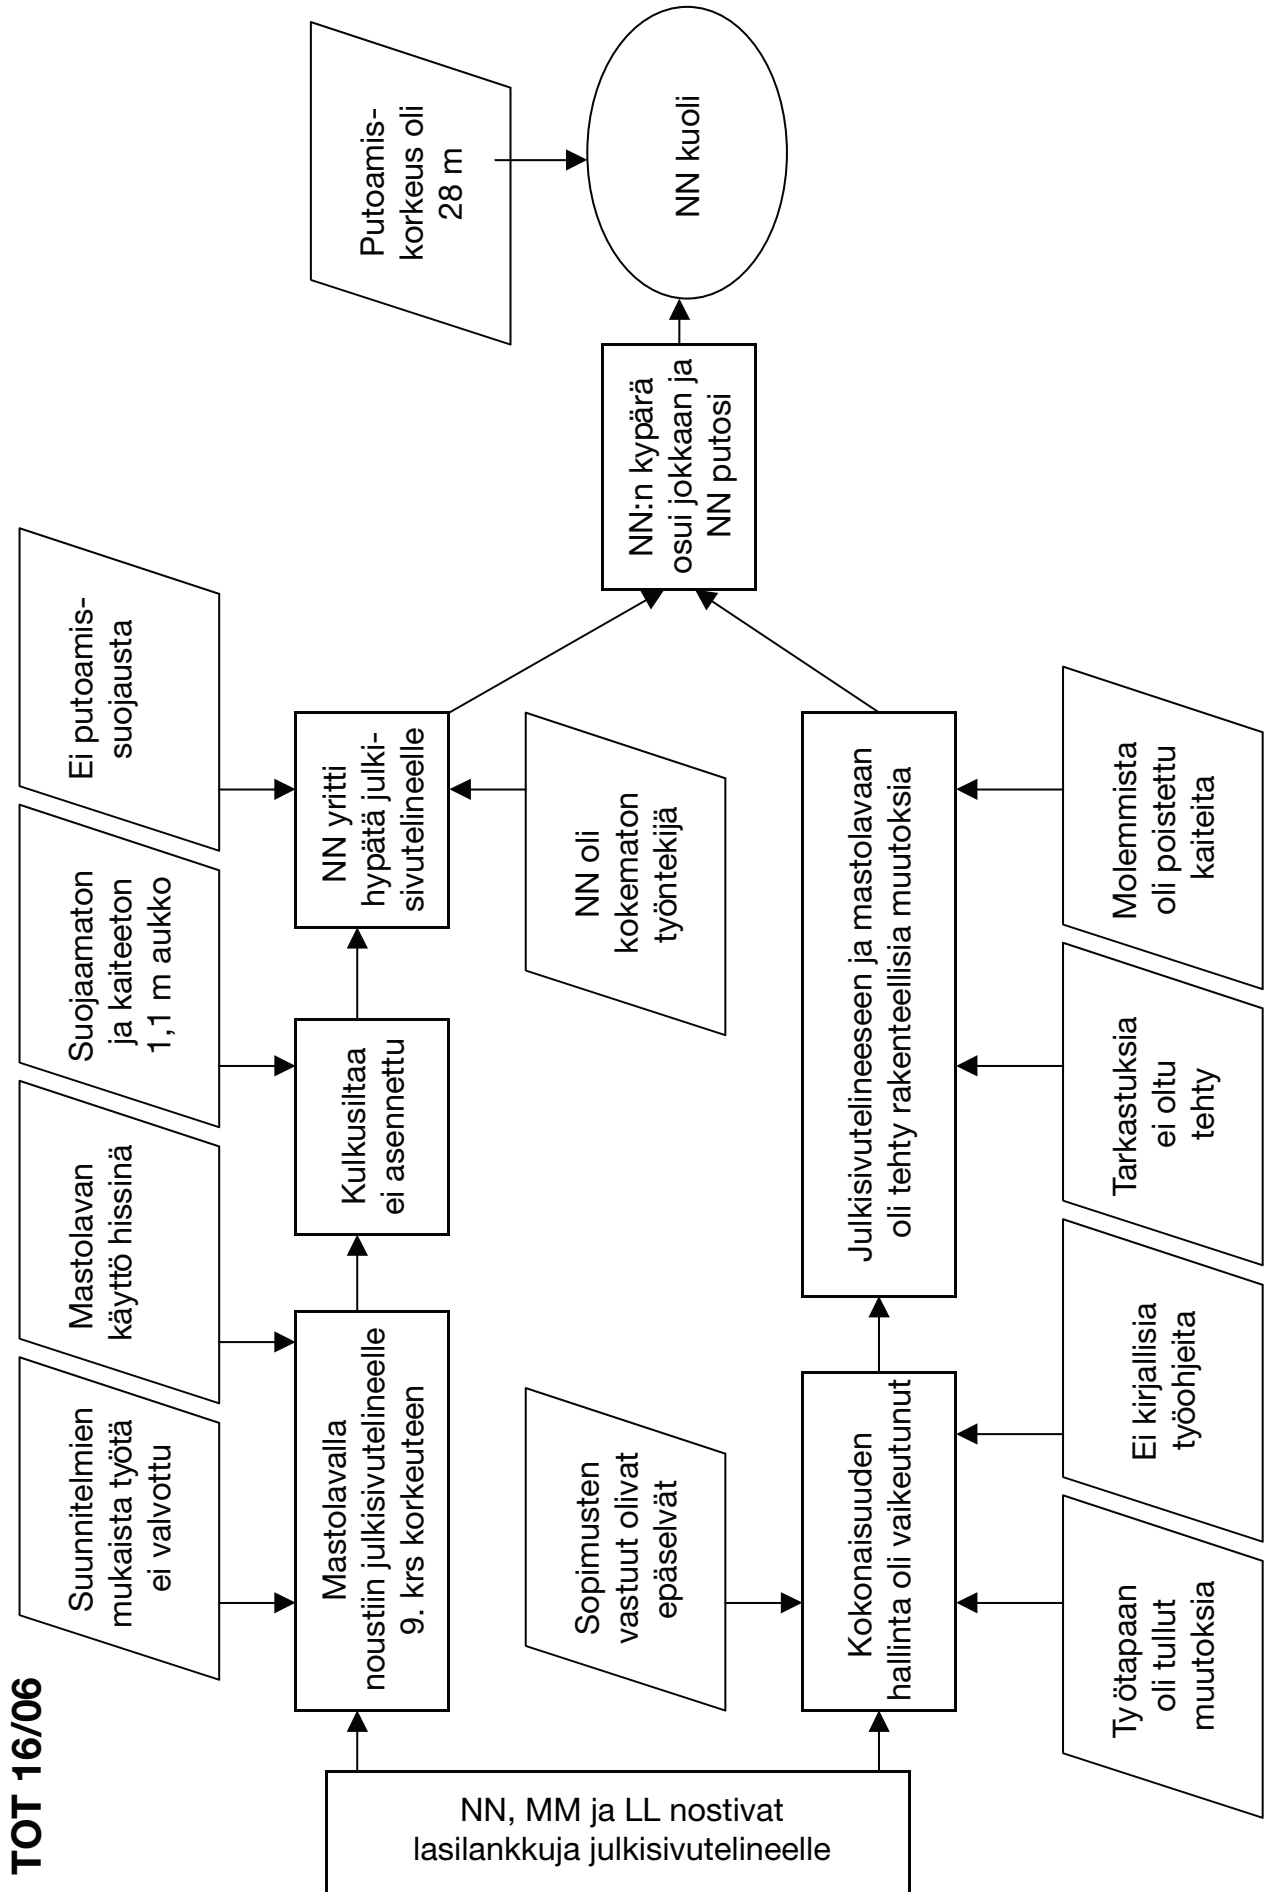 TOT 16/06
NN, MM ja LL nostivat
lasilankkuja julkisivutelineelle
Suunnitelmien
mukaista työtä
ei valvottu
Mastolavan
käyttö hissinä
Suojaamaton
ja kaiteeton
1,1 m aukko
Ei putoamis-
suojausta
Mastolavalla
noustiin julkisivutelineelle
9. krs korkeuteen
Kulkusiltaa
ei asennettu
NN yritti
hypätä julki-
sivutelineelle
NN oli
kokematon
työntekijä
Sopimusten
vastuut olivat
epäselvät
Kokonaisuuden
hallinta oli vaikeutunut
Julkisivutelineeseen ja mastolavaan
oli tehty rakenteellisia muutoksia
Työtapaan
oli tullut
muutoksia
Ei kirjallisia
työohjeita
Tarkastuksia
ei oltu
tehty
Molemmista
oli poistettu
kaiteita
NN:n kypärä
osui jokkaan ja
NN putosi
Putoamis-
korkeus oli
28 m
NN kuoli